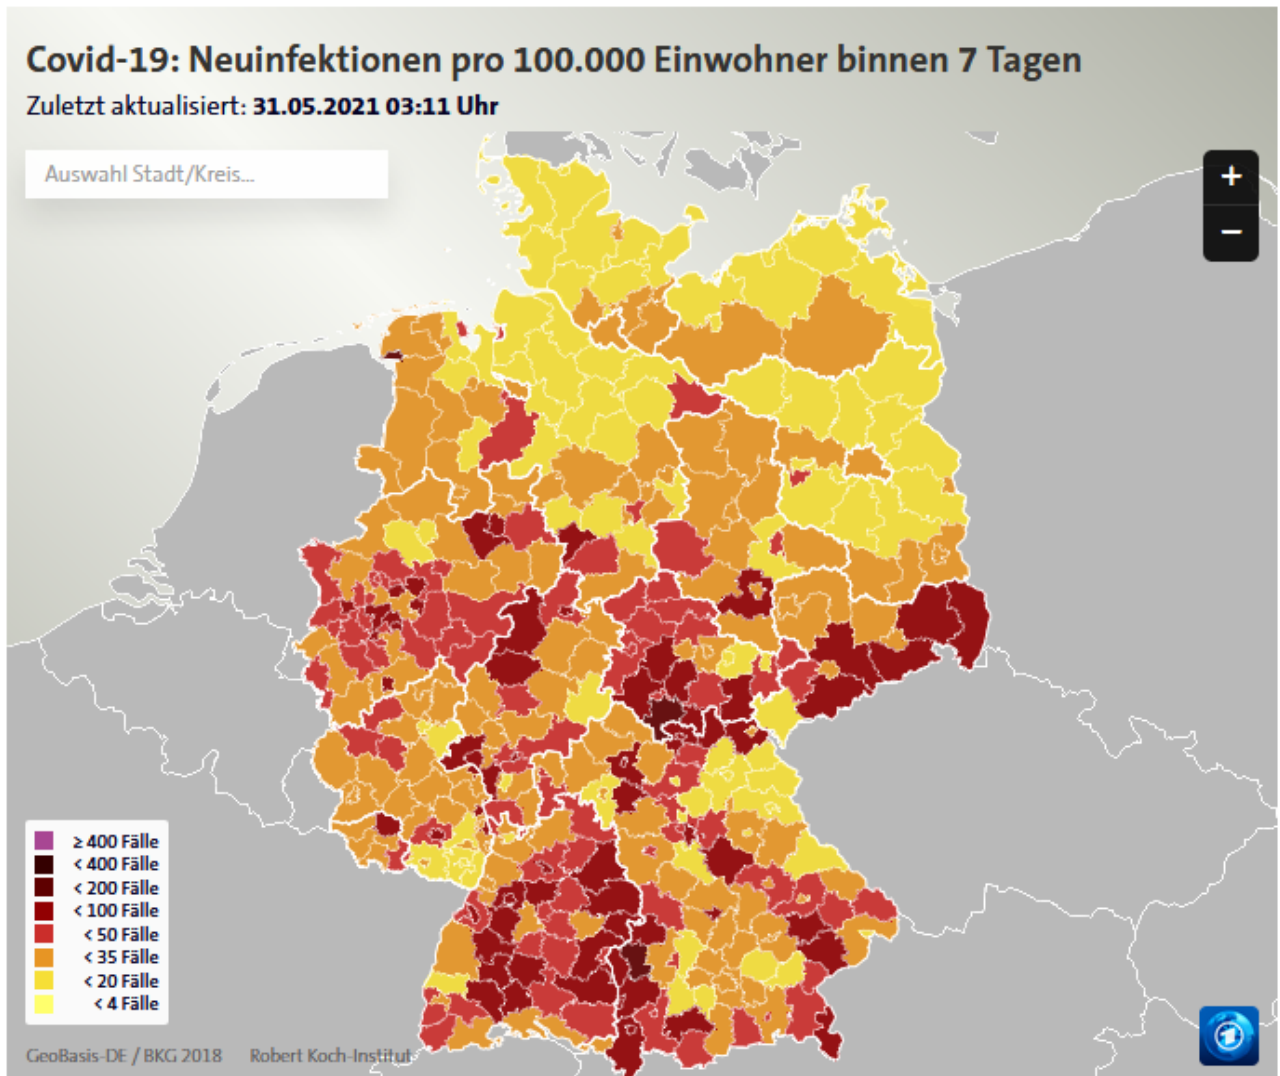 Covid-19: Neuinfektionen pro 100.000 Einwohner binnen 7 Tagen
Zuletzt aktualisiert: 31.05.2021 03:11 Uhr
Auswahl Stadt/Kreis...
+
−
≥ 400 Fälle
< 400 Fälle
< 200 Fälle
< 100 Fälle
< 50 Fälle
< 35 Fälle
< 20 Fälle
< 4 Fälle
GeoBasis-DE / BKG 2018 Robert Koch-Institut